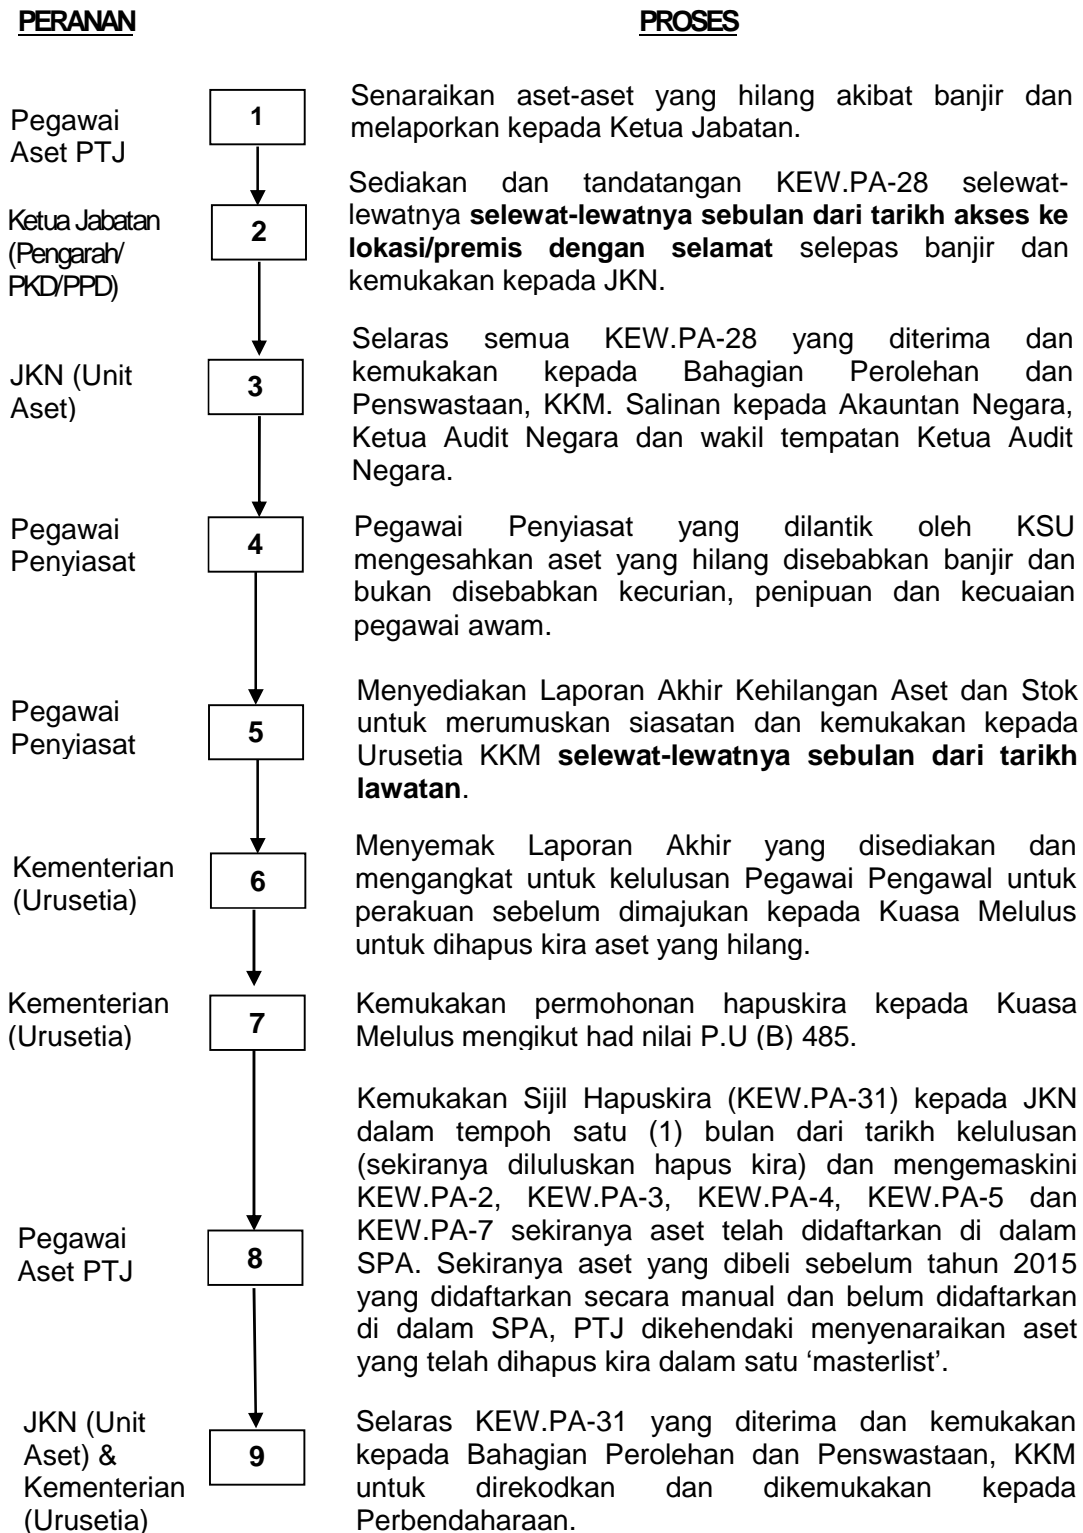 PERANAN
PROSES
Pegawai
Aset PTJ
1
Senaraikan aset-aset yang hilang akibat banjir dan
melaporkan kepada Ketua Jabatan.
Ketua Jabatan
(Pengarah/
PKD/PPD)
2
Sediakan dan tandatangan KEW.PA-28 selewat-
lewatnya selewat-lewatnya sebulan dari tarikh akses ke
lokasi/premis dengan selamat selepas banjir dan
kemukakan kepada JKN.
JKN (Unit
Aset)
3
Selaras semua KEW.PA-28 yang diterima dan
kemukakan kepada Bahagian Perolehan dan
Penswastaan, KKM. Salinan kepada Akauntan Negara,
Ketua Audit Negara dan wakil tempatan Ketua Audit
Negara.
Pegawai
Penyiasat
4
Pegawai Penyiasat yang dilantik oleh KSU
mengesahkan aset yang hilang disebabkan banjir dan
bukan disebabkan kecurian, penipuan dan kecuaian
pegawai awam.
Pegawai
Penyiasat
5
Menyediakan Laporan Akhir Kehilangan Aset dan Stok
untuk merumuskan siasatan dan kemukakan kepada
Urusetia KKM selewat-lewatnya sebulan dari tarikh
lawatan.
Kementerian
(Urusetia)
6
Menyemak Laporan Akhir yang disediakan dan
mengangkat untuk kelulusan Pegawai Pengawal untuk
perakuan sebelum dimajukan kepada Kuasa Melulus
untuk dihapus kira aset yang hilang.
Kementerian
(Urusetia)
7
Kemukakan permohonan hapuskira kepada Kuasa
Melulus mengikut had nilai P.U (B) 485.
Pegawai
Aset PTJ
8
Kemukakan Sijil Hapuskira (KEW.PA-31) kepada JKN
dalam tempoh satu (1) bulan dari tarikh kelulusan
(sekiranya diluluskan hapus kira) dan mengemaskini
KEW.PA-2, KEW.PA-3, KEW.PA-4, KEW.PA-5 dan
KEW.PA-7 sekiranya aset telah didaftarkan di dalam
SPA. Sekiranya aset yang dibeli sebelum tahun 2015
yang didaftarkan secara manual dan belum didaftarkan
di dalam SPA, PTJ dikehendaki menyenaraikan aset
yang telah dihapus kira dalam satu ‘masterlist’.
JKN (Unit
Aset) &
Kementerian
(Urusetia)
9
Selaras KEW.PA-31 yang diterima dan kemukakan
kepada Bahagian Perolehan dan Penswastaan, KKM
untuk direkodkan dan dikemukakan kepada
Perbendaharaan.